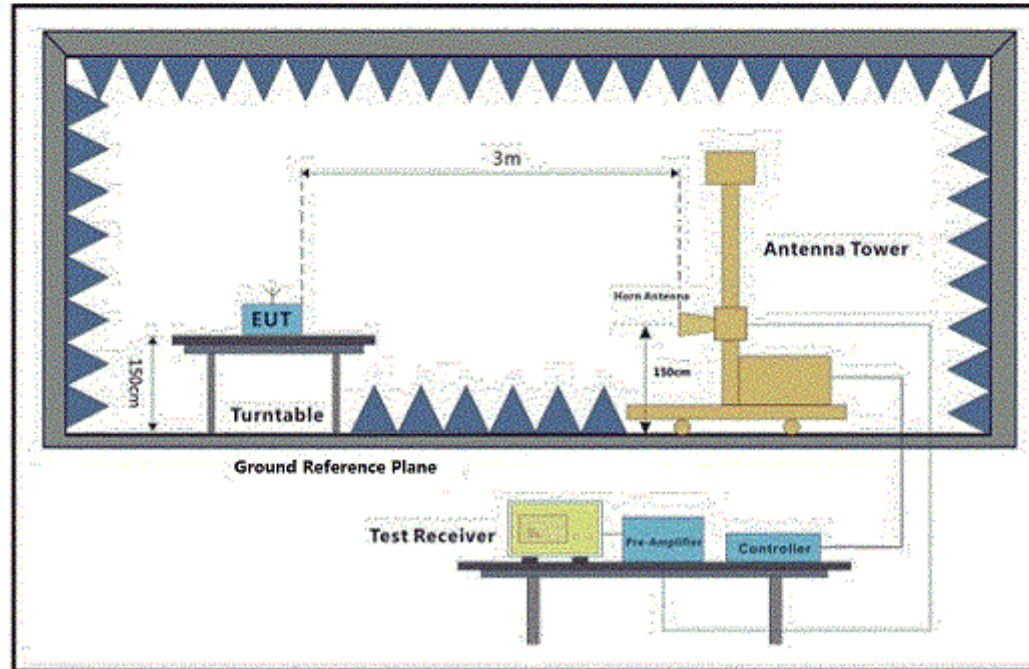 3m
Antenna Tower
Horn Antenna
EUT
150cm
150cm
Turntable
Ground Reference Plane
Test Receiver
Pre-Amplifier
Controller